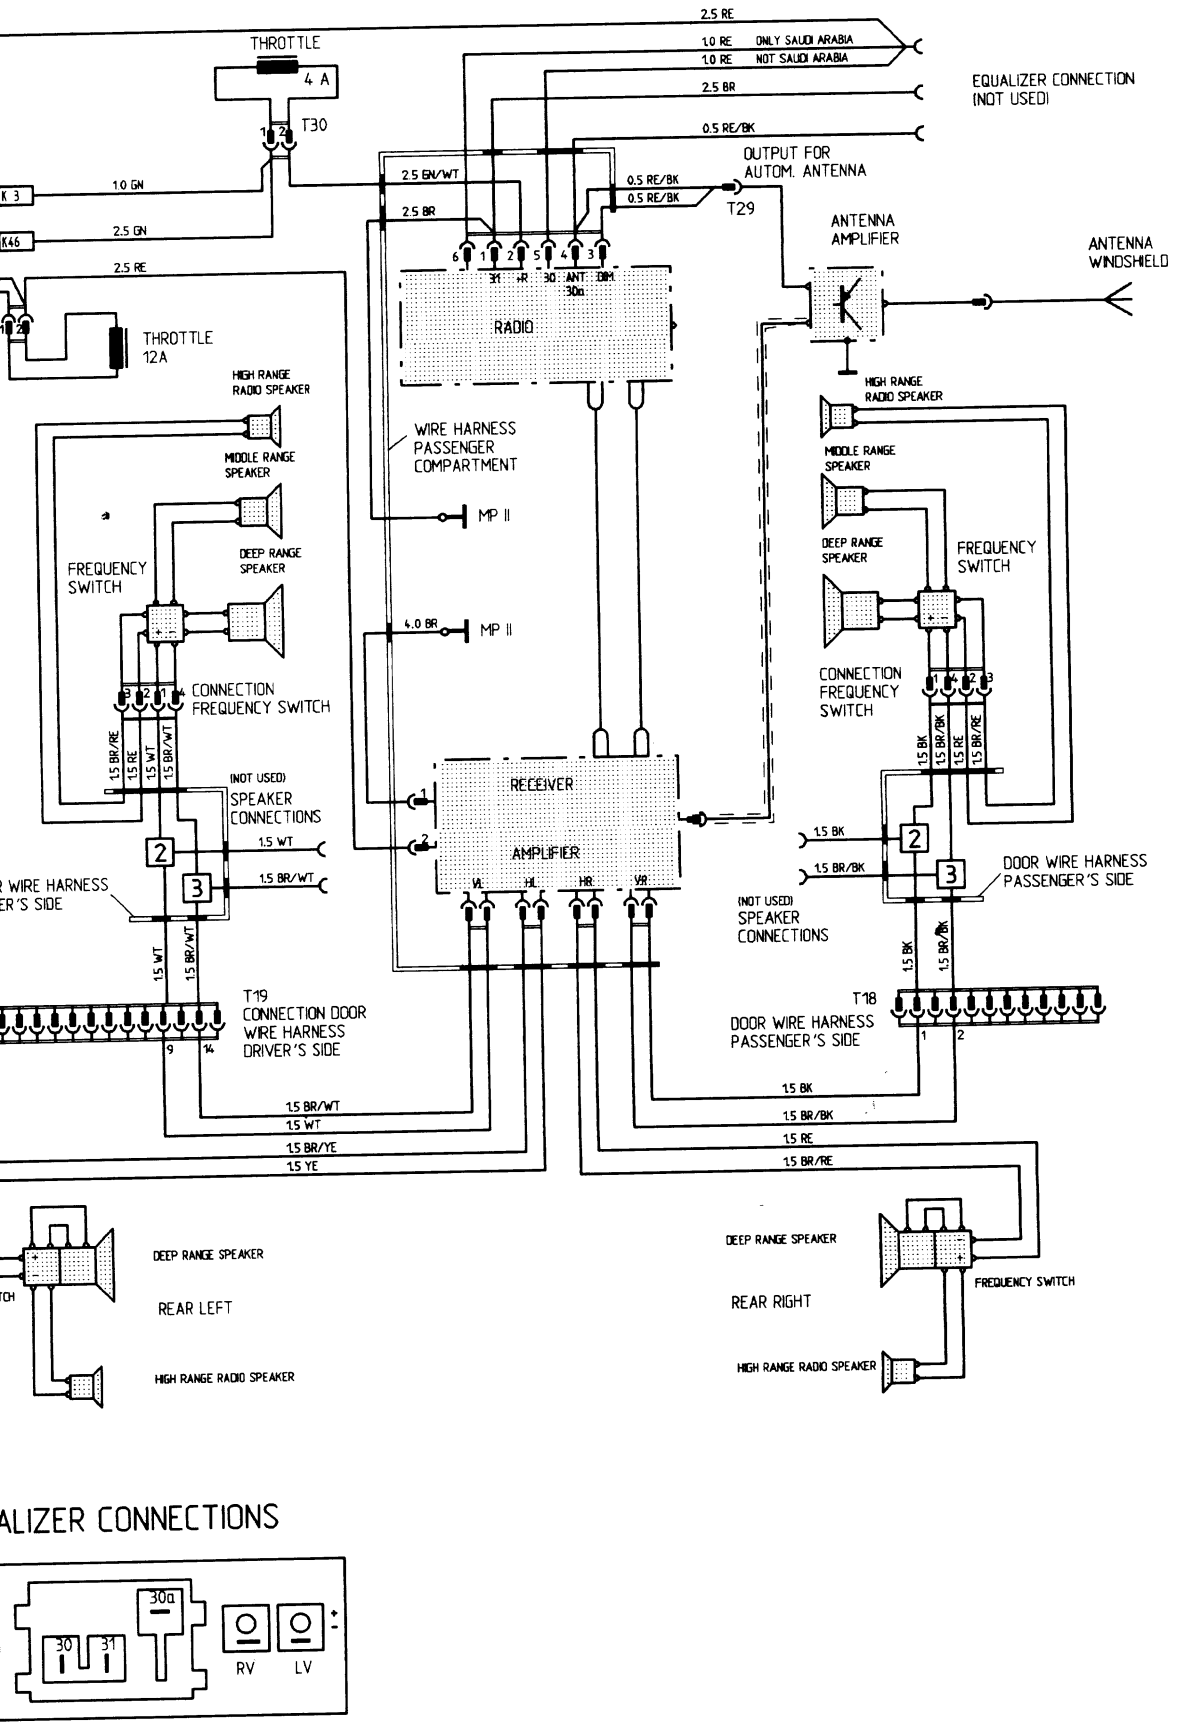 2.5 RE
THROTTLE
4 A
1.0 RE ONLY SAUDI ARABIA
1.0 RE NOT SAUDI ARABIA
2.5 BR
EQUALIZER CONNECTION
(NOT USED)
1 2 T30
0.5 RE/BK
OUTPUT FOR
AUTOM. ANTENNA
K 3
1.0 GN
2.5 GN/WT
0.5 RE/BK
0.5 RE/BK
T29
2.5 BR
K46
2.5 GN
ANTENNA
AMPLIFIER
ANTENNA
WINDSHIELD
2.5 RE
6 1 2 5 4 3
31 +R 30 ANT DIM
30a
RADIO
1 2
THROTTLE
12A
HIGH RANGE
RADIO SPEAKER
HIGH RANGE
RADIO SPEAKER
WIRE HARNESS
PASSENGER
COMPARTMENT
MIDDLE RANGE
SPEAKER
MIDDLE RANGE
SPEAKER
MP II
DEEP RANGE
SPEAKER
DEEP RANGE
SPEAKER
FREQUENCY
SWITCH
FREQUENCY
SWITCH
+ −
+ −
4.0 BR
MP II
CONNECTION
FREQUENCY SWITCH
CONNECTION
FREQUENCY
SWITCH
3 2 1 4
1 4 2 3
1.5 BR/RE
1.5 RE
1.5 WT
1.5 BR/WT
1.5 BK
1.5 BR/BK
1.5 RE
1.5 BR/RE
(NOT USED)
SPEAKER
CONNECTIONS
RECEIVER
AMPLIFIER
1
2
VL HL HR VR
2
1.5 WT
3
1.5 BR/WT
1.5 BK
2
1.5 BR/BK
3
R WIRE HARNESS
ER'S SIDE
DOOR WIRE HARNESS
PASSENGER'S SIDE
(NOT USED)
SPEAKER
CONNECTIONS
1.5 WT
1.5 BR/WT
1.5 BK
1.5 BR/BK
T19
CONNECTION DOOR
WIRE HARNESS
DRIVER'S SIDE
9 14
T18
DOOR WIRE HARNESS
PASSENGER'S SIDE
1 2
1.5 BR/WT
1.5 WT
1.5 BR/YE
1.5 YE
1.5 BK
1.5 BR/BK
1.5 RE
1.5 BR/RE
DEEP RANGE SPEAKER
DEEP RANGE SPEAKER
+
−
−
+
TCH
FREQUENCY SWITCH
REAR LEFT
REAR RIGHT
HIGH RANGE RADIO SPEAKER
HIGH RANGE RADIO SPEAKER
ALIZER CONNECTIONS
30a
30 31
+
−
RV LV